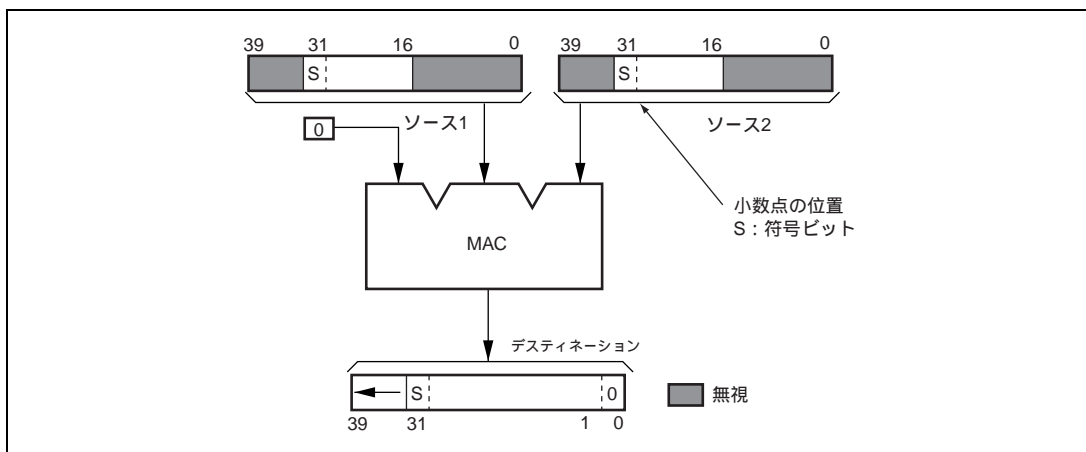 39 31 16 0 39 31 16 0
S S
ソース1 ソース2
0
小数点の位置
S：符号ビット
MAC
デスティネーション
S 0
無視
39 31 1 0